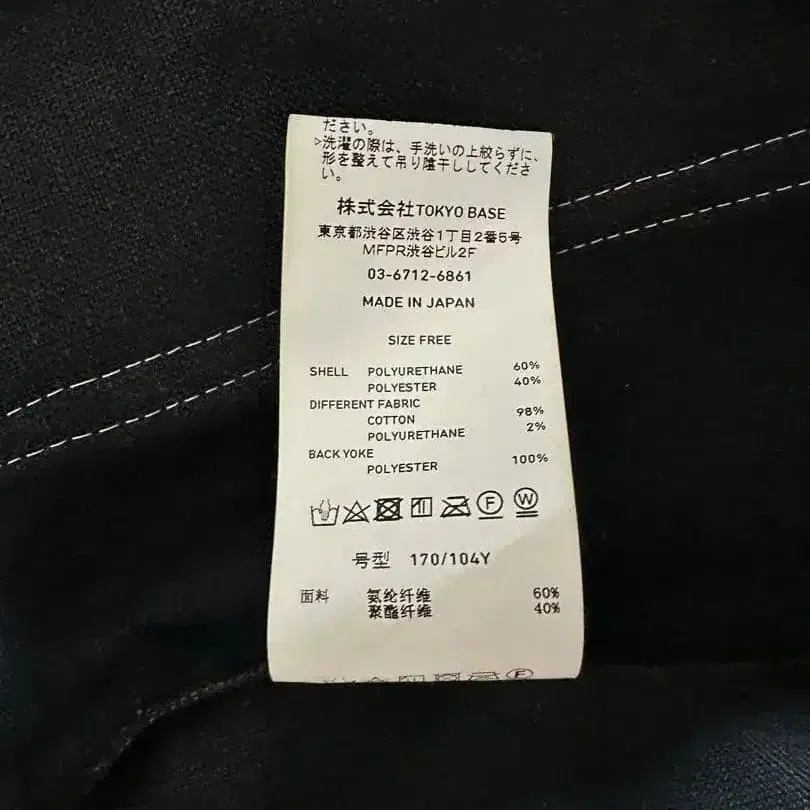 ださい。
>洗濯の際は、手洗いの上絞らずに、
形を整えて吊り陰干ししてくださ
い。
株式会社TOKYO BASE
東京都渋谷区渋谷1丁目2番5号
MFPR渋谷ビル2F
03-6712-6861
MADE IN JAPAN
SIZE FREE
SHELL POLYURETHANE 60%
POLYESTER 40%
DIFFERENT FABRIC
COTTON 98%
POLYURETHANE 2%
BACK YOKE
POLYESTER 100%
F W
号型 170/104Y
面料 氨纶纤维 60%
聚酯纤维 40%
F